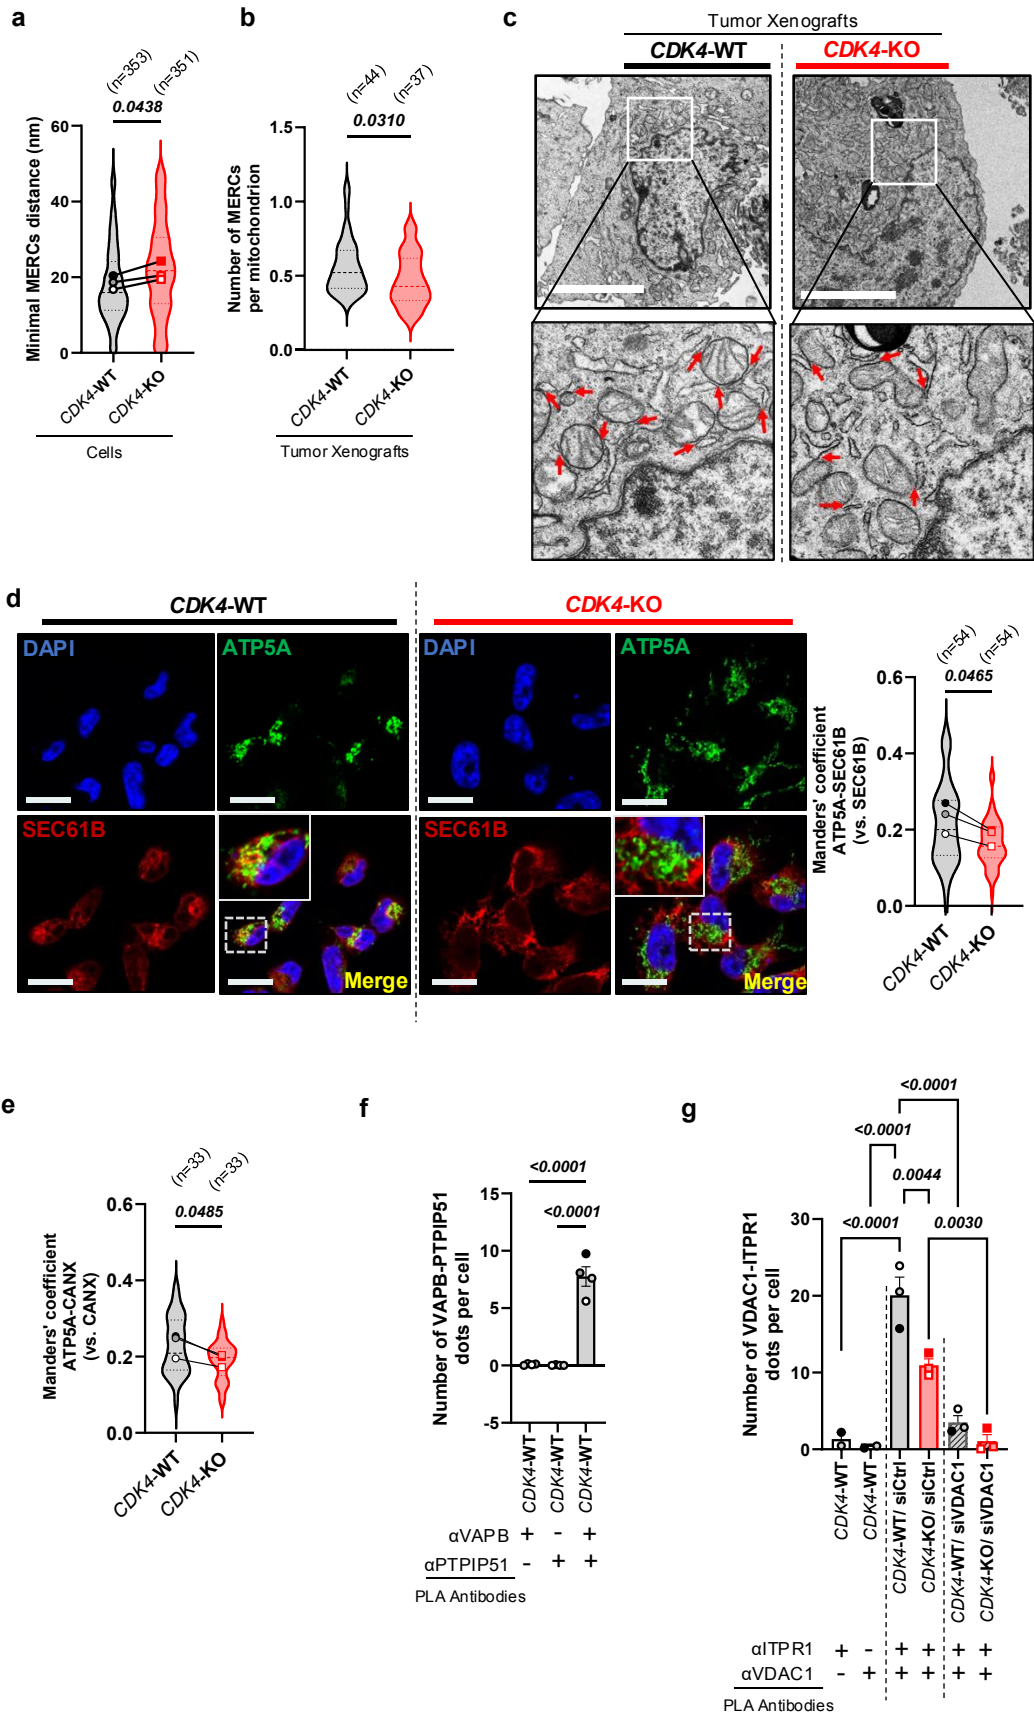 a
(n=353)
(n=351)
0.0438
Minimal MERCs distance (nm)
60
40
20
0
CDK4-WT
CDK4-KO
Cells
b
(n=44)
(n=37)
0.0310
Number of MERCs
per mitochondrion
1.5
1.0
0.5
0.0
CDK4-WT
CDK4-KO
Tumor Xenografts
c
Tumor Xenografts
CDK4-WT
CDK4-KO
d
CDK4-WT
CDK4-KO
DAPI
ATP5A
DAPI
ATP5A
SEC61B
Merge
SEC61B
Merge
(n=54)
(n=54)
0.0465
Manders' coefficient
ATP5A-SEC61B
(vs. SEC61B)
0.6
0.4
0.2
0.0
CDK4-WT
CDK4-KO
e
(n=33)
(n=33)
0.0485
Manders' coefficient
ATP5A-CANX
(vs. CANX)
0.6
0.4
0.2
0.0
CDK4-WT
CDK4-KO
f
<0.0001
<0.0001
Number of VAPB-PTPIP51
dots per cell
15
10
5
0
-5
CDK4-WT
CDK4-WT
CDK4-WT
αVAPB + - +
αPTPIP51 - + +
PLA Antibodies
g
<0.0001
<0.0001
0.0044
<0.0001
0.0030
Number of VDAC1-ITPR1
dots per cell
30
20
10
0
CDK4-WT
CDK4-WT
CDK4-WT/ siCtrl
CDK4-KO/ siCtrl
CDK4-WT/ siVDAC1
CDK4-KO/ siVDAC1
αITPR1 + - + + + +
αVDAC1 - + + + + +
PLA Antibodies